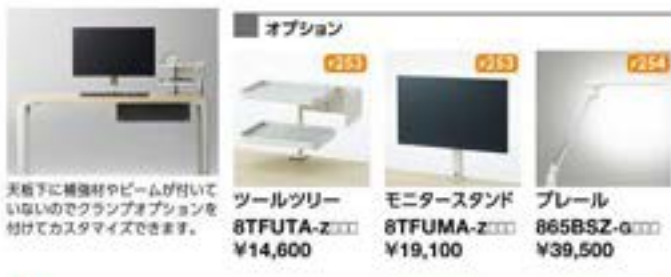 オプション
▶253
▶253
▶254
天板下に補強材やビームが付いて
いないのでクランプオプションを
付けてカスタマイズできます。
ツールツリー
8TFUTA-Z□□□
¥14,600
モニタースタンド
8TFUMA-Z□□□
¥19,100
ブレール
865BSZ-G□□□
¥39,500